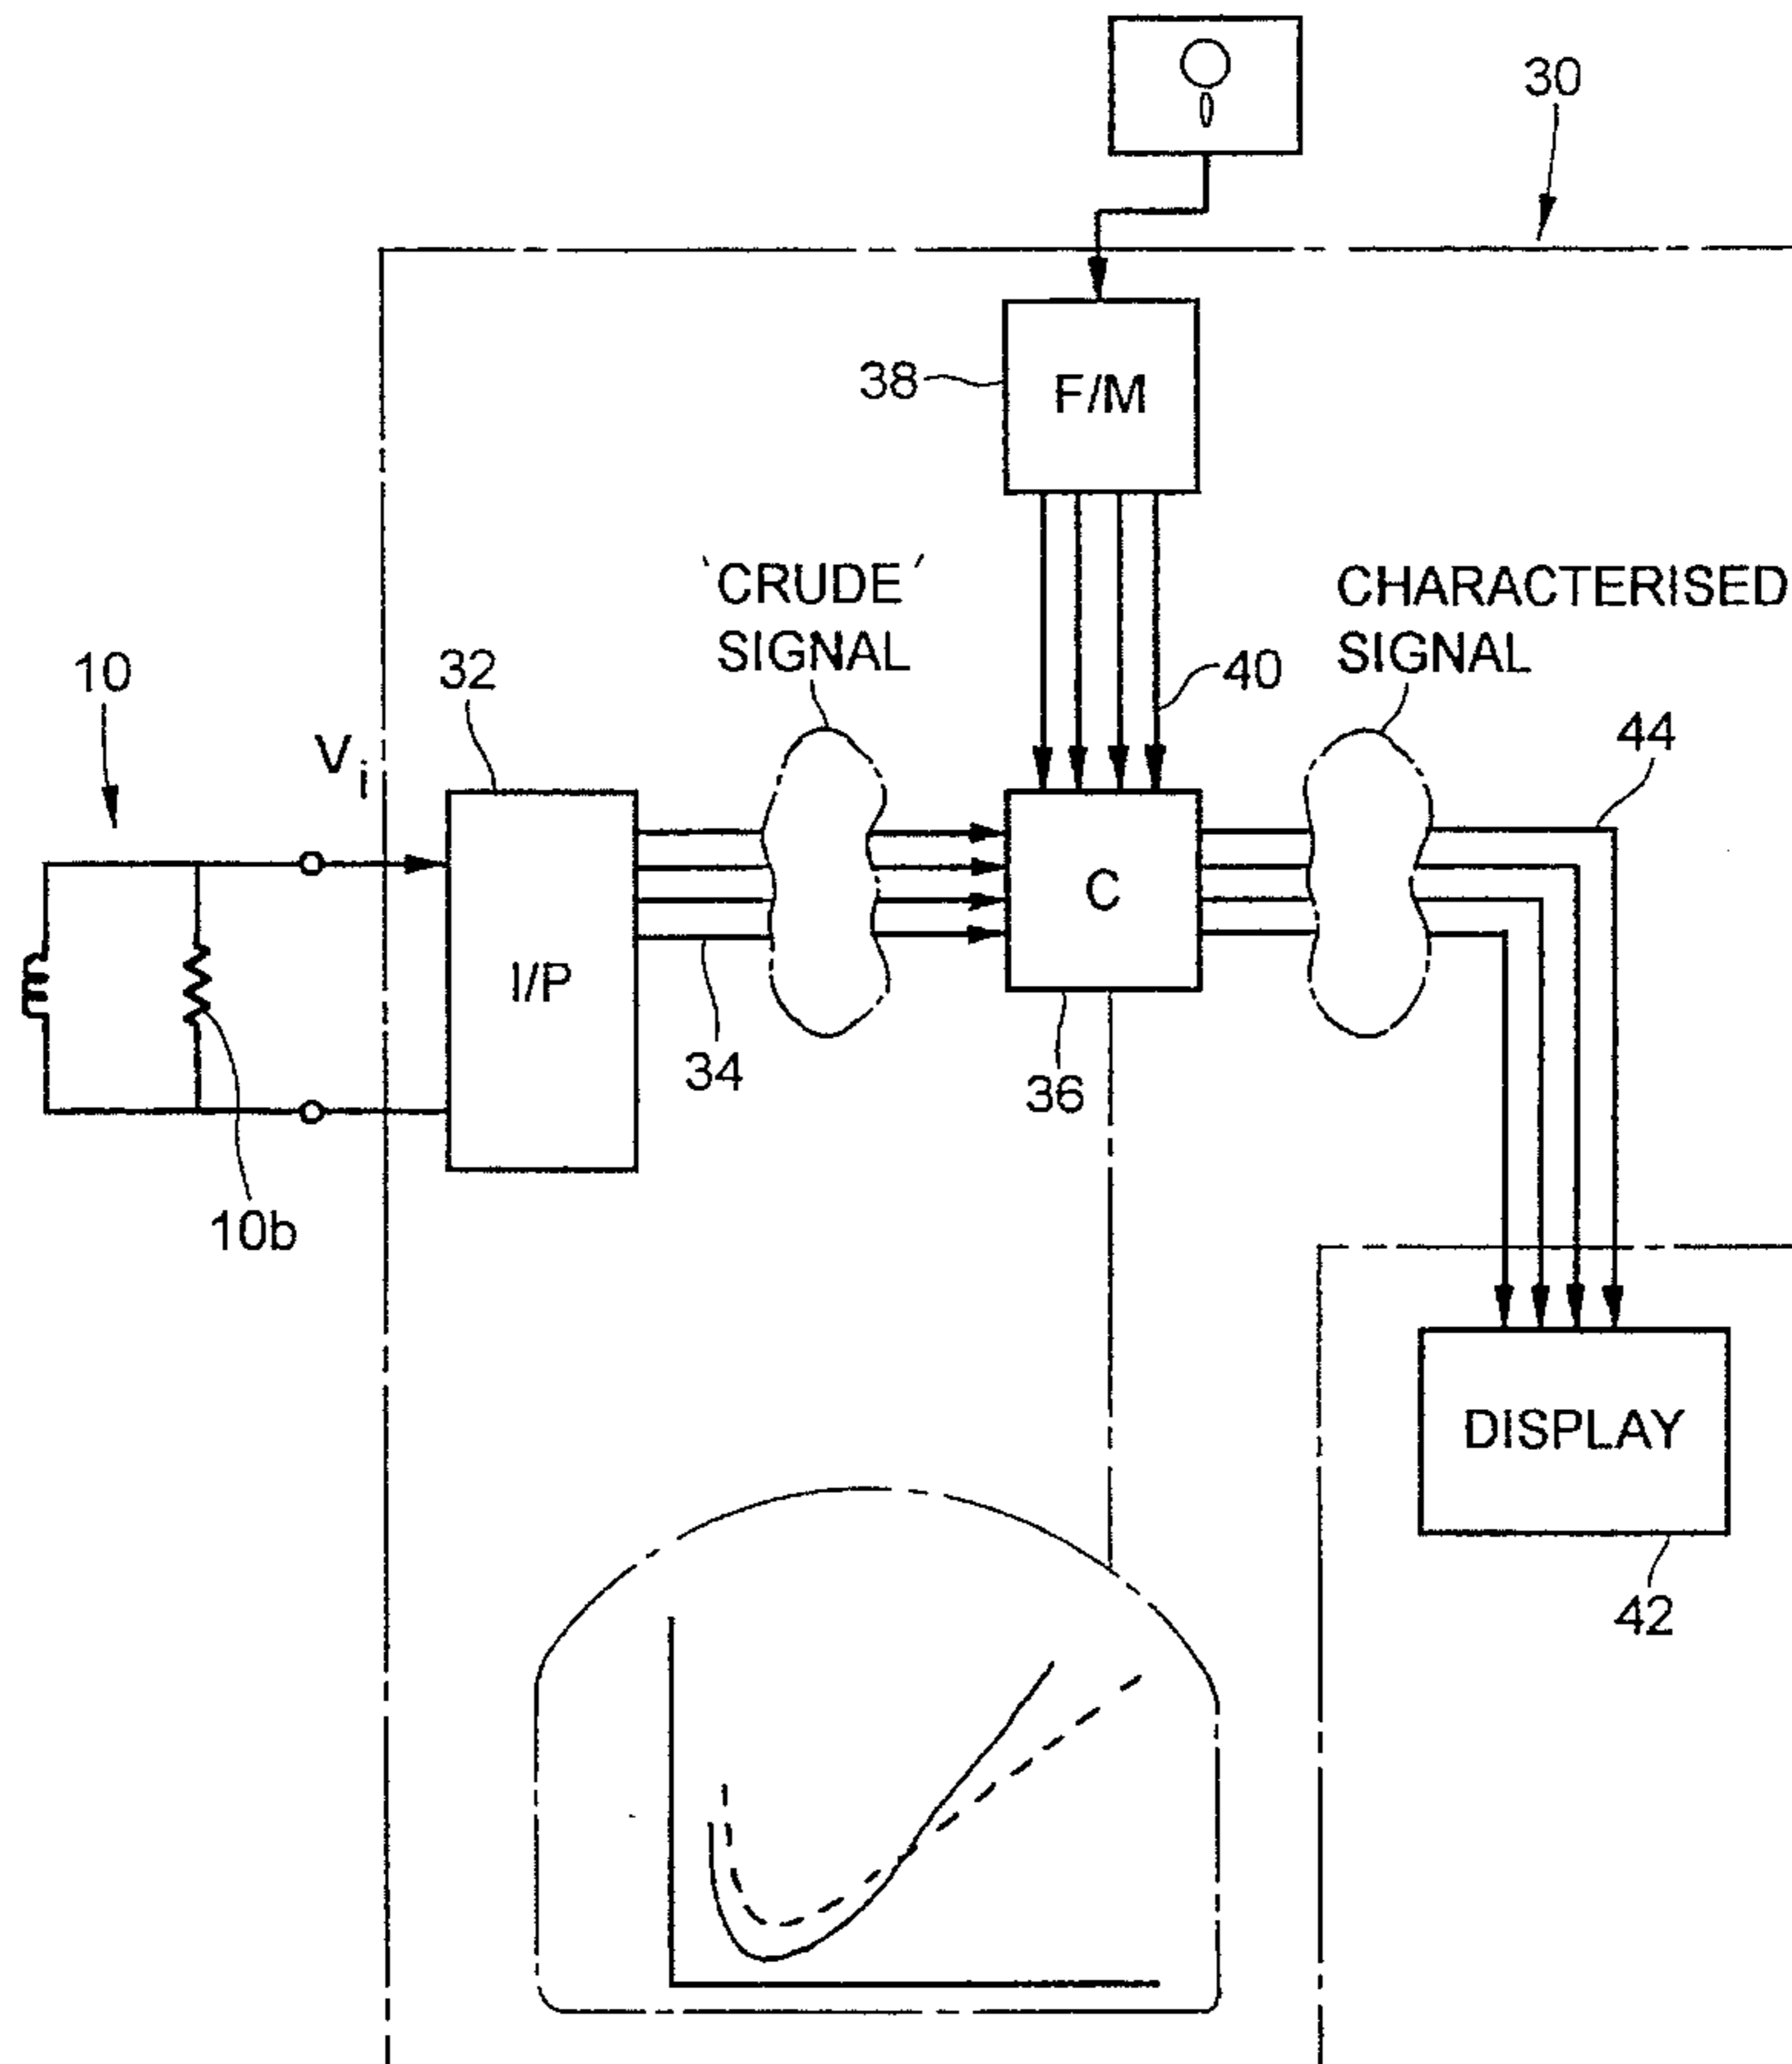 30
38
F/M
'CRUDE'
SIGNAL
CHARACTERISED
SIGNAL
40
10
32
Vi
44
C
I/P
34
36
10b
DISPLAY
42